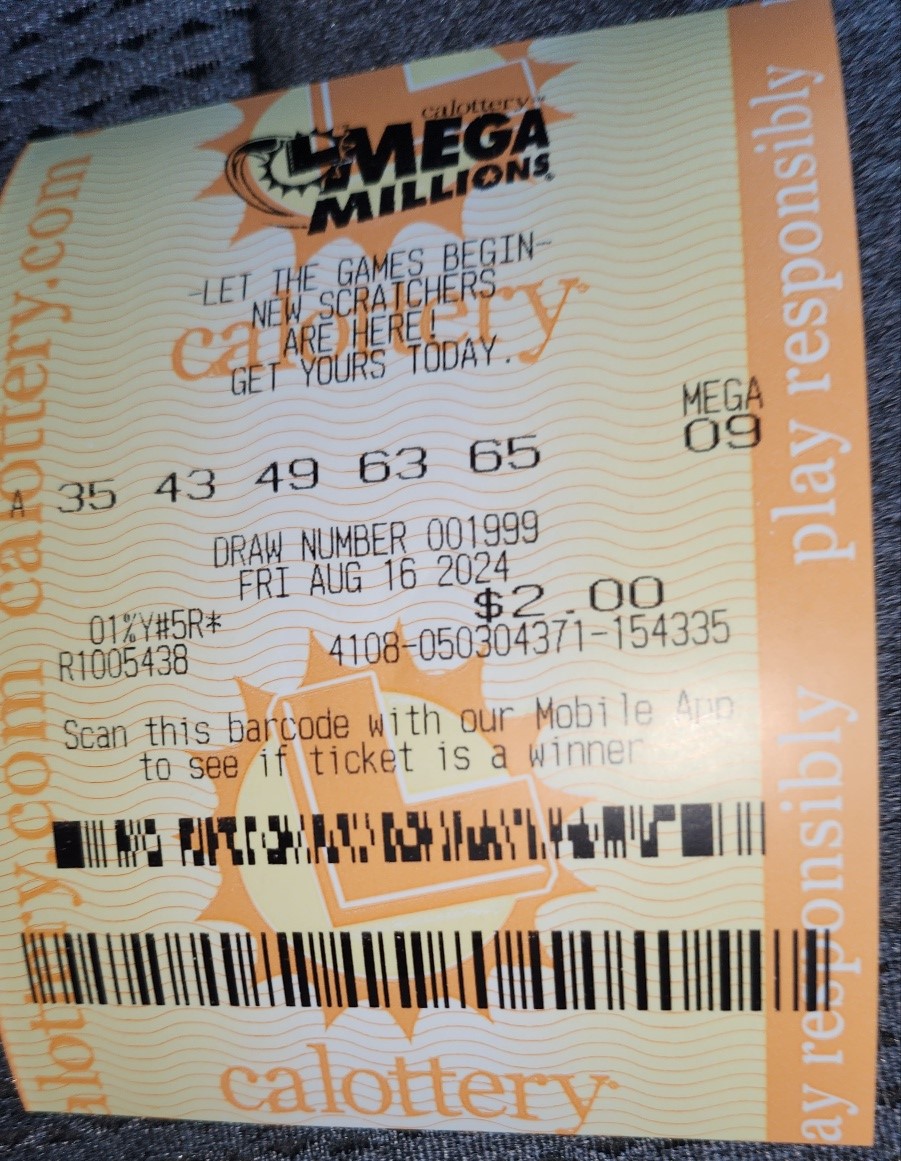 calottery
MEGA
MILLIONS
-LET THE GAMES BEGIN-
NEW SCRATCHERS
ARE HERE!
GET YOURS TODAY.
calottery
MEGA
09
A 35 43 49 63 65
DRAW NUMBER 001999
FRI AUG 16 2024
$2.00
01%Y#5R*
4108-050304371-154335
R1005438
Scan this barcode with our Mobile App
to see if ticket is a winner
calottery
calottery.com
calottery.com
play responsibly
play responsibly